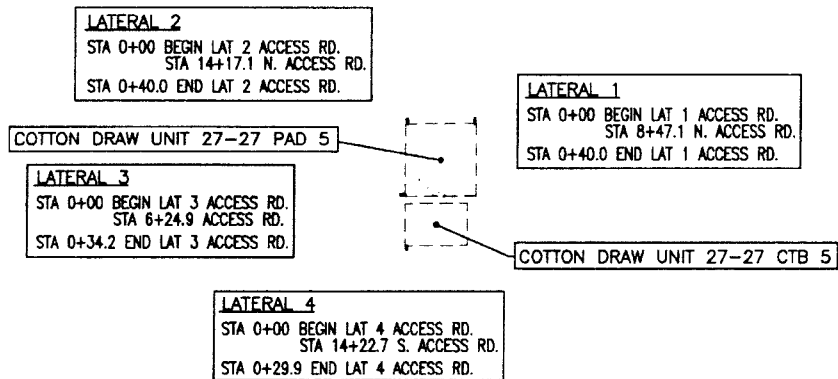 LATERAL 2
STA 0+00 BEGIN LAT 2 ACCESS RD.
STA 14+17.1 N. ACCESS RD.
STA 0+40.0 END LAT 2 ACCESS RD.
LATERAL 1
STA 0+00 BEGIN LAT 1 ACCESS RD.
STA 8+47.1 N. ACCESS RD.
STA 0+40.0 END LAT 1 ACCESS RD.
COTTON DRAW UNIT 27-27 PAD 5
LATERAL 3
STA 0+00 BEGIN LAT 3 ACCESS RD.
STA 6+24.9 ACCESS RD.
STA 0+34.2 END LAT 3 ACCESS RD.
COTTON DRAW UNIT 27-27 CTB 5
LATERAL 4
STA 0+00 BEGIN LAT 4 ACCESS RD.
STA 14+22.7 S. ACCESS RD.
STA 0+29.9 END LAT 4 ACCESS RD.